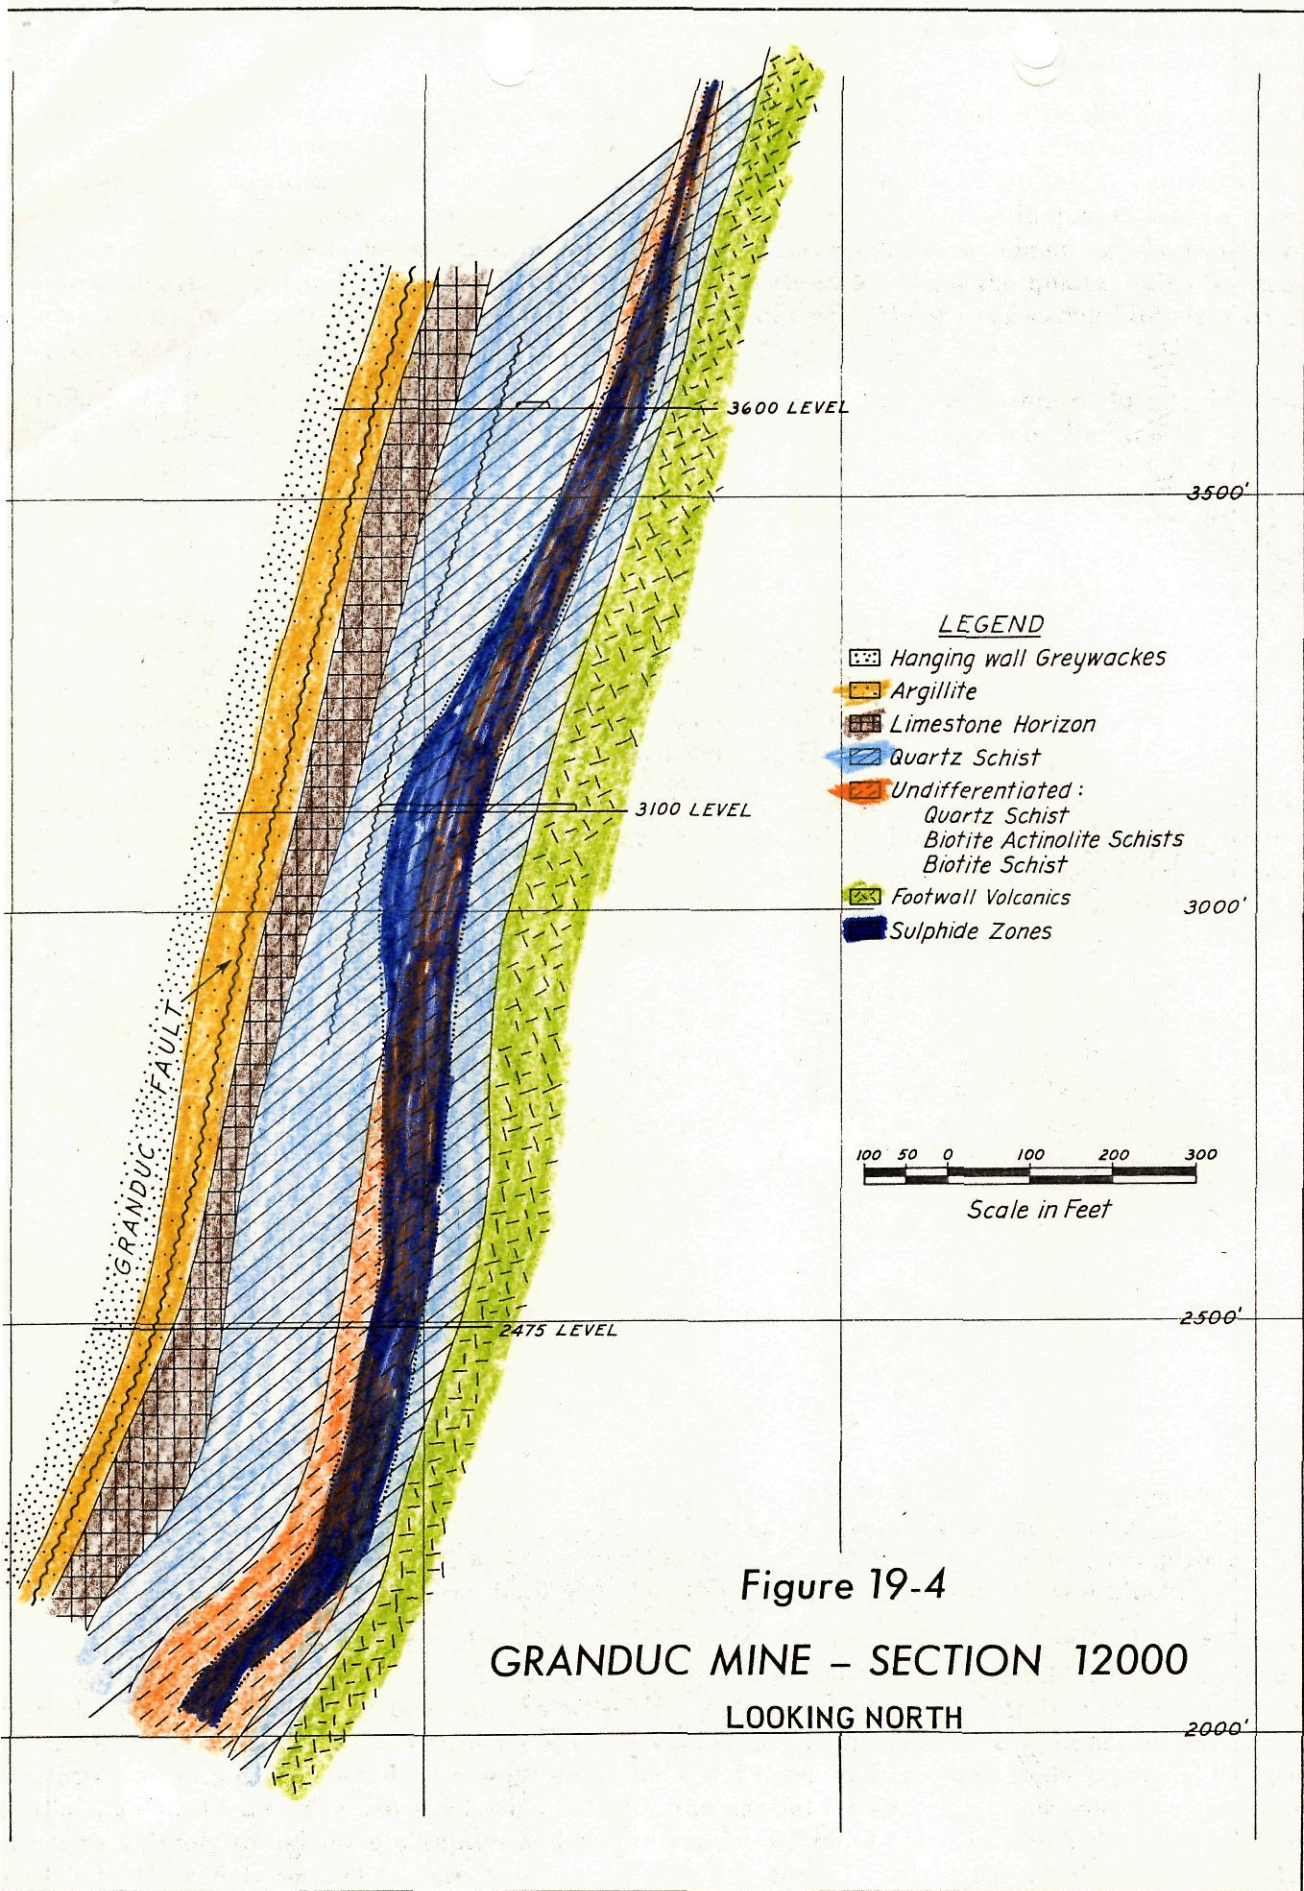 3600 LEVEL
3500'
LEGEND
Hanging wall Greywackes
Argillite
Limestone Horizon
Quartz Schist
Undifferentiated :
Quartz Schist
Biotite Actinolite Schists
Biotite Schist
Footwall Volcanics
Sulphide Zones
3100 LEVEL
3000'
GRANDUC FAULT
100 50 0 100 200 300
Scale in Feet
2500'
2475 LEVEL
Figure 19-4
GRANDUC MINE – SECTION 12000
LOOKING NORTH
2000'